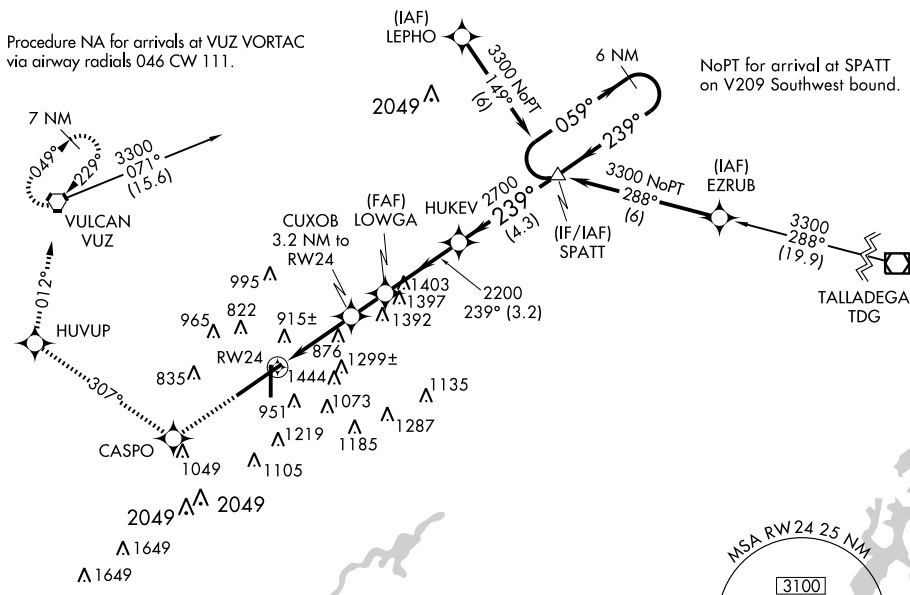 Procedure NA for arrivals at VUZ VORTAC
via airway radials 046 CW 111.
(IAF)
LEPHO
3300 NoPT
149°
(6)
6 NM
NoPT for arrival at SPATT
on V209 Southwest bound.
2049
059°
239°
7 NM
049°
229°
3300
071°
(15.6)
VULCAN
VUZ
3300 NoPT
288°
(6)
(IAF)
EZRUB
3300
288°
(19.9)
TALLADEGA
TDG
(IF/IAF)
SPATT
2700
239°
(4.3)
HUKEV
(FAF)
LOWGA
CUXOB
3.2 NM to
RW24
2200
239° (3.2)
995
1403
1397
1392
822
965
915±
876
012°
HUVUP
RW24
835
1299±
1444
307°
951
1073
1135
1287
1185
1219
CASPO
1049
1105
2049
2049
1649
1649
MSA RW24 25 NM
3100